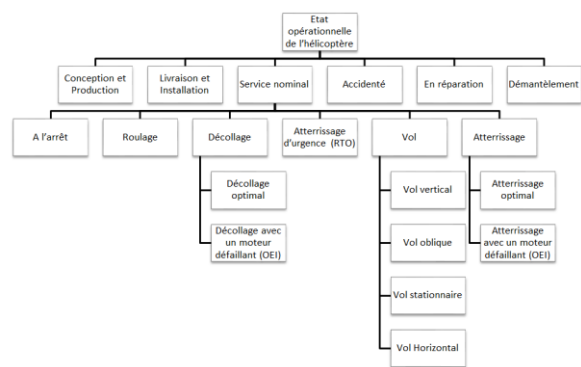 Etat
opérationnelle
de l'hélicoptère
Conception et
Production
Livraison et
Installation
Service nominal
Accidenté
En réparation
Démantèlement
A l'arrêt
Roulage
Décollage
Atterrissage
d'urgence (RTO)
Vol
Atterrissage
Décollage
optimal
Décollage avec
un moteur
défaillant (OEI)
Vol vertical
Vol oblique
Vol stationnaire
Vol Horizontal
Atterrissage
optimal
Atterrissage
avec un moteur
défaillant (OEI)